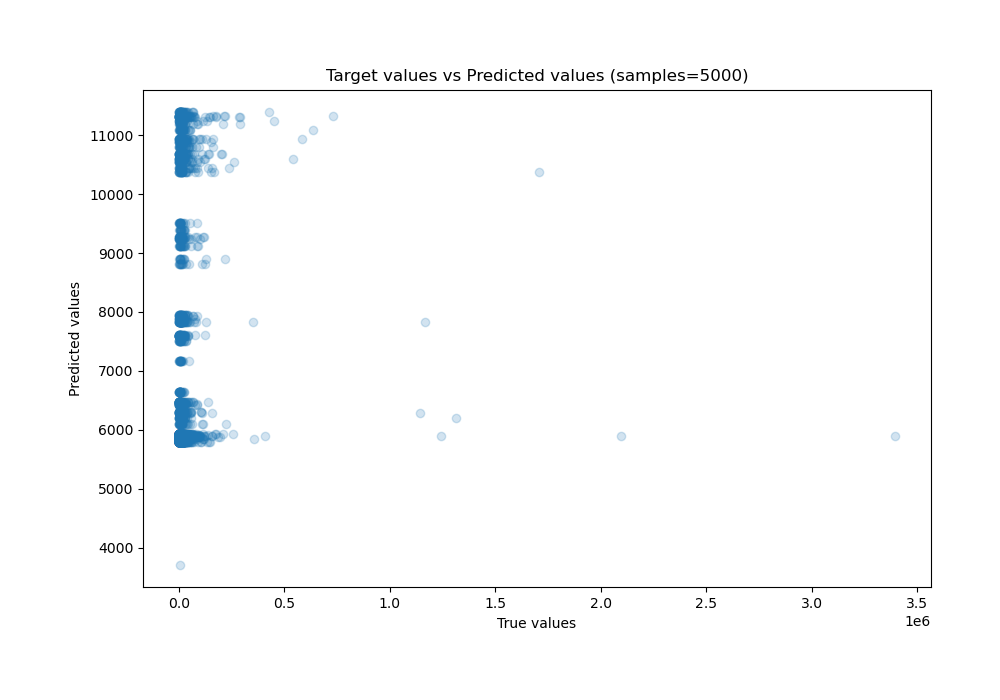 Target values vs Predicted values (samples=5000)
11000
10000
9000
8000
7000
6000
5000
4000
Predicted values
0.0 0.5 1.0 1.5 2.0 2.5 3.0 3.5
1e6
True values